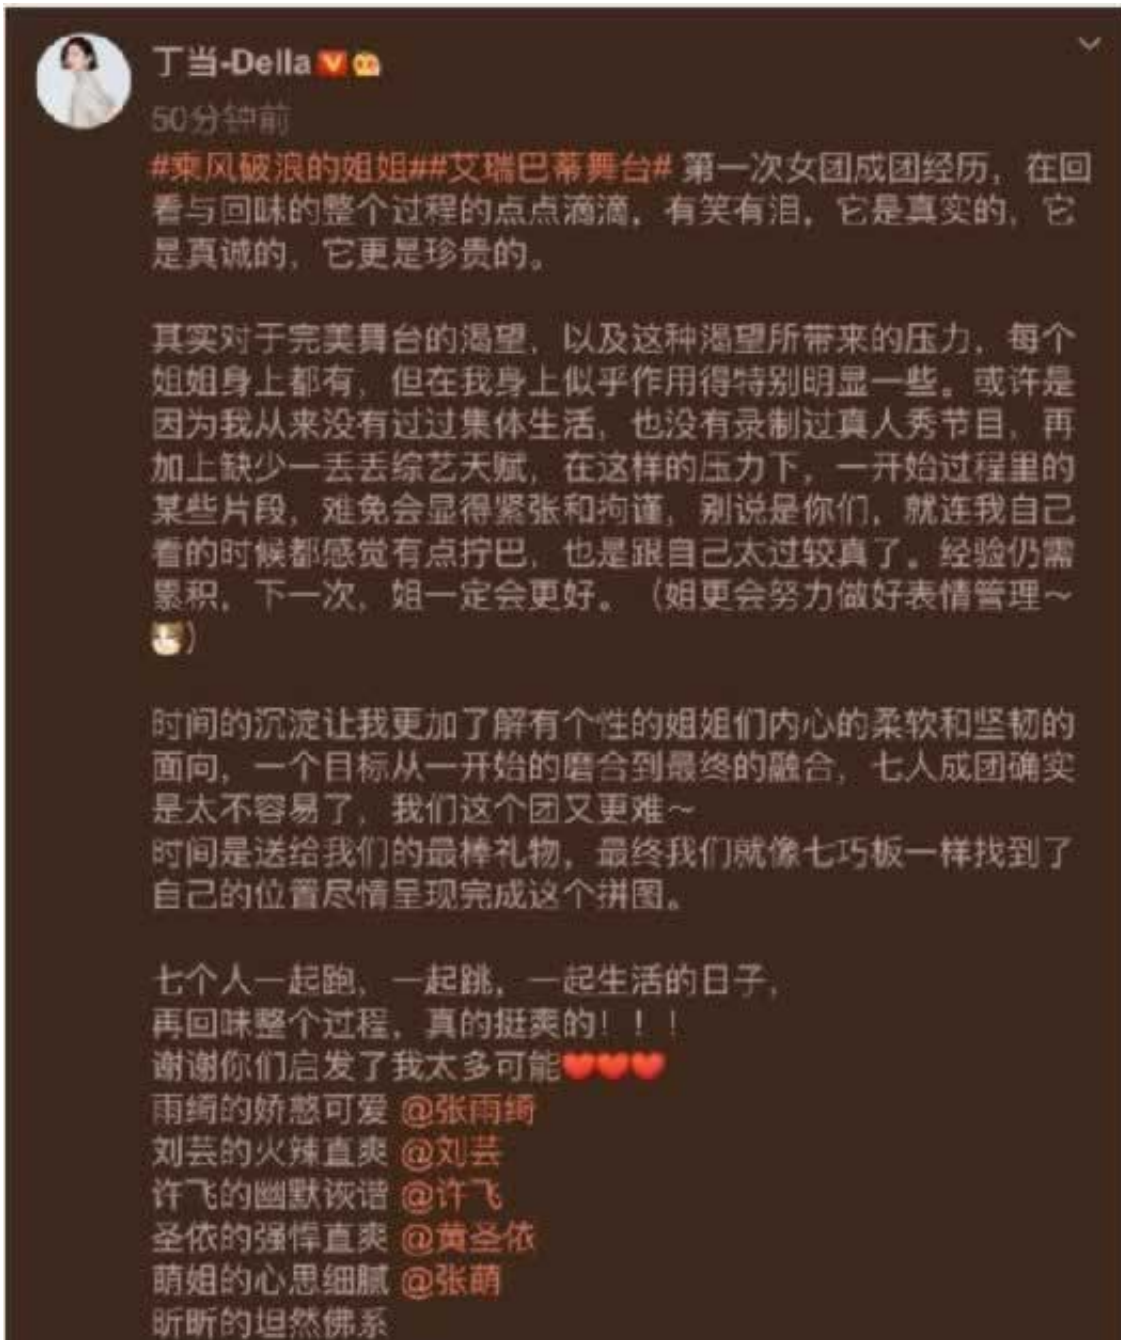 丁当-Della
50分钟前
#乘风破浪的姐姐##艾瑞巴蒂舞台# 第一次女团成团经历，在回
看与回味的整个过程的点点滴滴，有笑有泪，它是真实的，它
是真诚的，它更是珍贵的。
其实对于完美舞台的渴望，以及这种渴望所带来的压力，每个
姐姐身上都有，但在我身上似乎作用得特别明显一些。或许是
因为我从来没有过过集体生活，也没有录制过真人秀节目，再
加上缺少一丢丢综艺天赋，在这样的压力下，一开始过程里的
某些片段，难免会显得紧张和拘谨，别说是你们，就连我自己
看的时候都感觉有点拧巴，也是跟自己太过较真了。经验仍需
累积，下一次，姐一定会更好。（姐更会努力做好表情管理～
）
时间的沉淀让我更加了解有个性的姐姐们内心的柔软和坚韧的
面向，一个目标从一开始的磨合到最终的融合，七人成团确实
是太不容易了，我们这个团又更难～
时间是送给我们的最棒礼物，最终我们就像七巧板一样找到了
自己的位置尽情呈现完成这个拼图。
七个人一起跑，一起跳，一起生活的日子，
再回味整个过程，真的挺爽的！！！
谢谢你们启发了我太多可能❤❤❤
雨绮的娇憨可爱 @张雨绮
刘芸的火辣直爽 @刘芸
许飞的幽默诙谐 @许飞
圣依的强悍直爽 @黄圣依
萌姐的心思细腻 @张萌
昕昕的坦然佛系